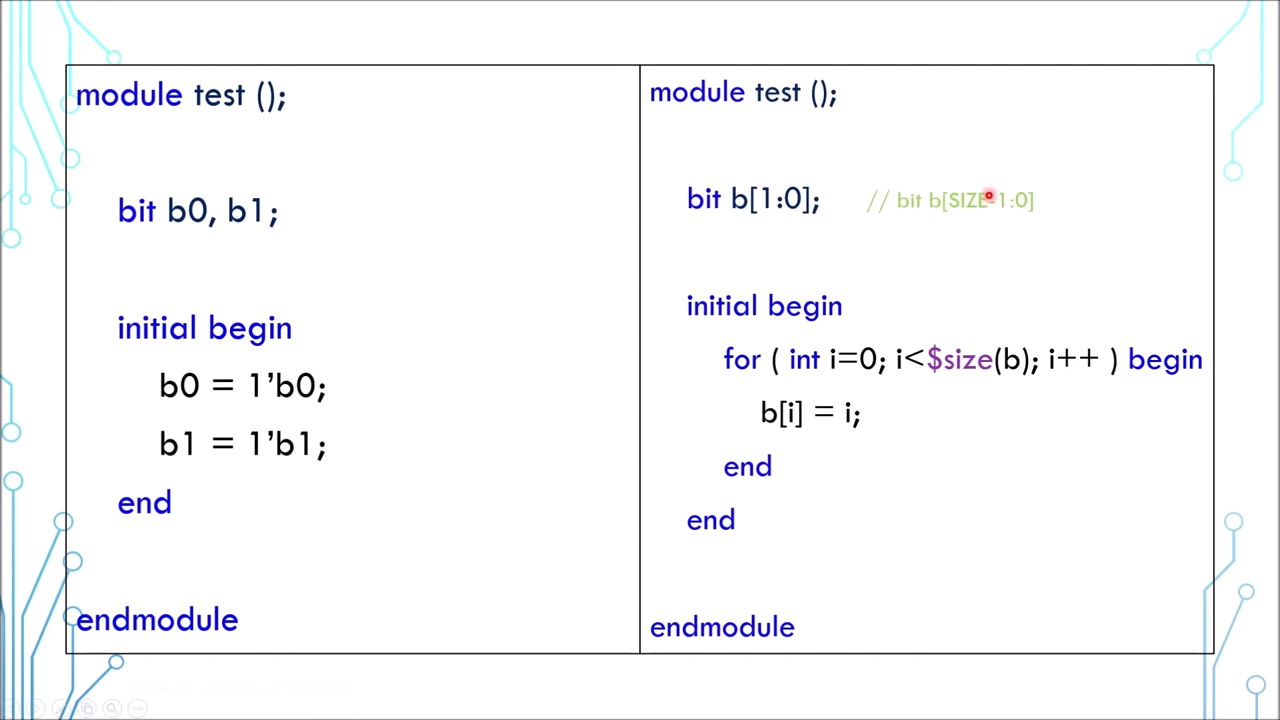 module test ();
bit b0, b1;
initial begin
b0 = 1’b0;
b1 = 1’b1;
end
endmodule
module test ();
bit b[1:0]; // bit b[SIZE-1:0]
initial begin
for ( int i=0; i<$size(b); i++ ) begin
b[i] = i;
end
end
endmodule